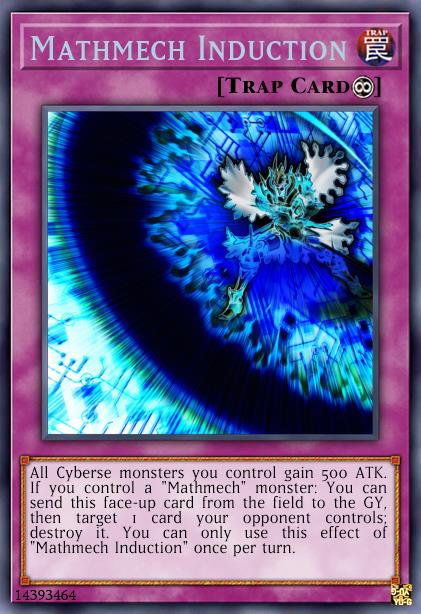 Mathmech Induction
TRAP
罠
[Trap Card♾]
All Cyberse monsters you control gain 500 ATK.
If you control a "Mathmech" monster: You can
send this face-up card from the field to the GY,
then target 1 card your opponent controls;
destroy it. You can only use this effect of
"Mathmech Induction" once per turn.
14393464